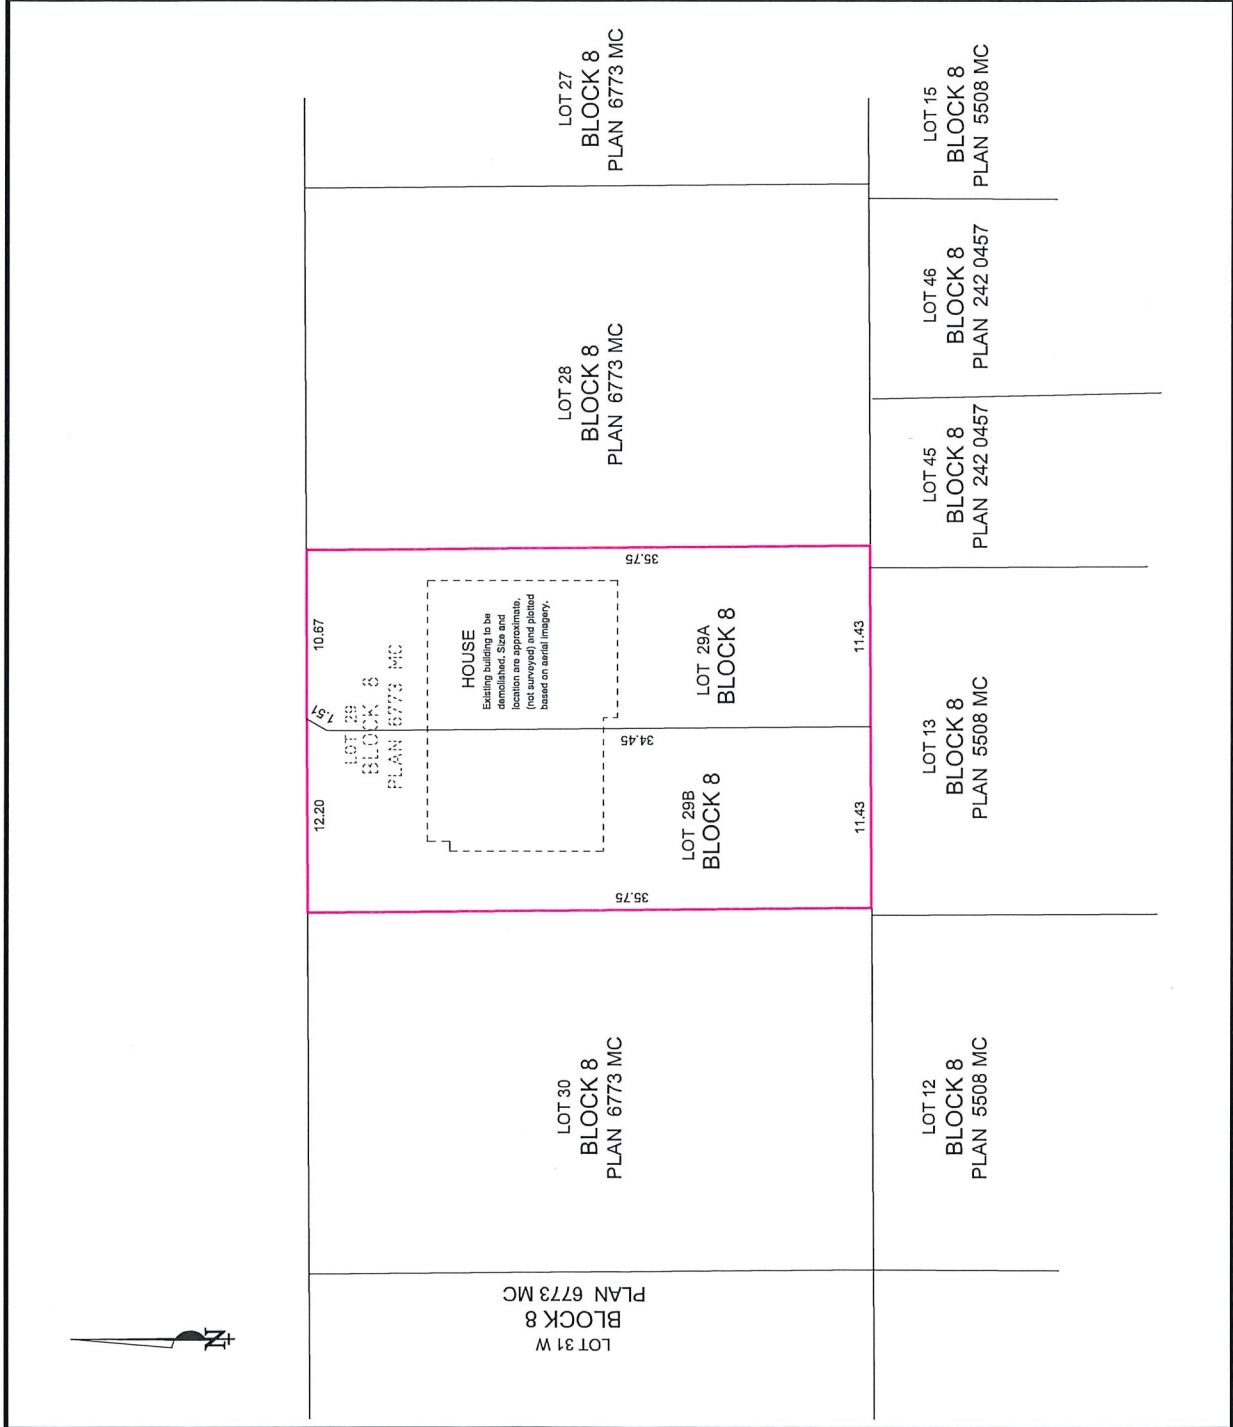 LOT 27
BLOCK 8
PLAN 6773 MC
LOT 15
BLOCK 8
PLAN 5508 MC
LOT 28
BLOCK 8
PLAN 6773 MC
LOT 46
BLOCK 8
PLAN 242 0457
LOT 45
BLOCK 8
PLAN 242 0457
10.67
1.51
12.20
LOT 29
BLOCK 8
PLAN 6773 MC
HOUSE
Existing building to be
demolished. Size and
location are approximate,
(not surveyed) and plotted
based on aerial imagery.
35.75
LOT 29A
BLOCK 8
11.43
34.45
LOT 29B
BLOCK 8
11.43
35.75
LOT 13
BLOCK 8
PLAN 5508 MC
LOT 30
BLOCK 8
PLAN 6773 MC
LOT 12
BLOCK 8
PLAN 5508 MC
LOT 31 W
BLOCK 8
PLAN 6773 MC
N